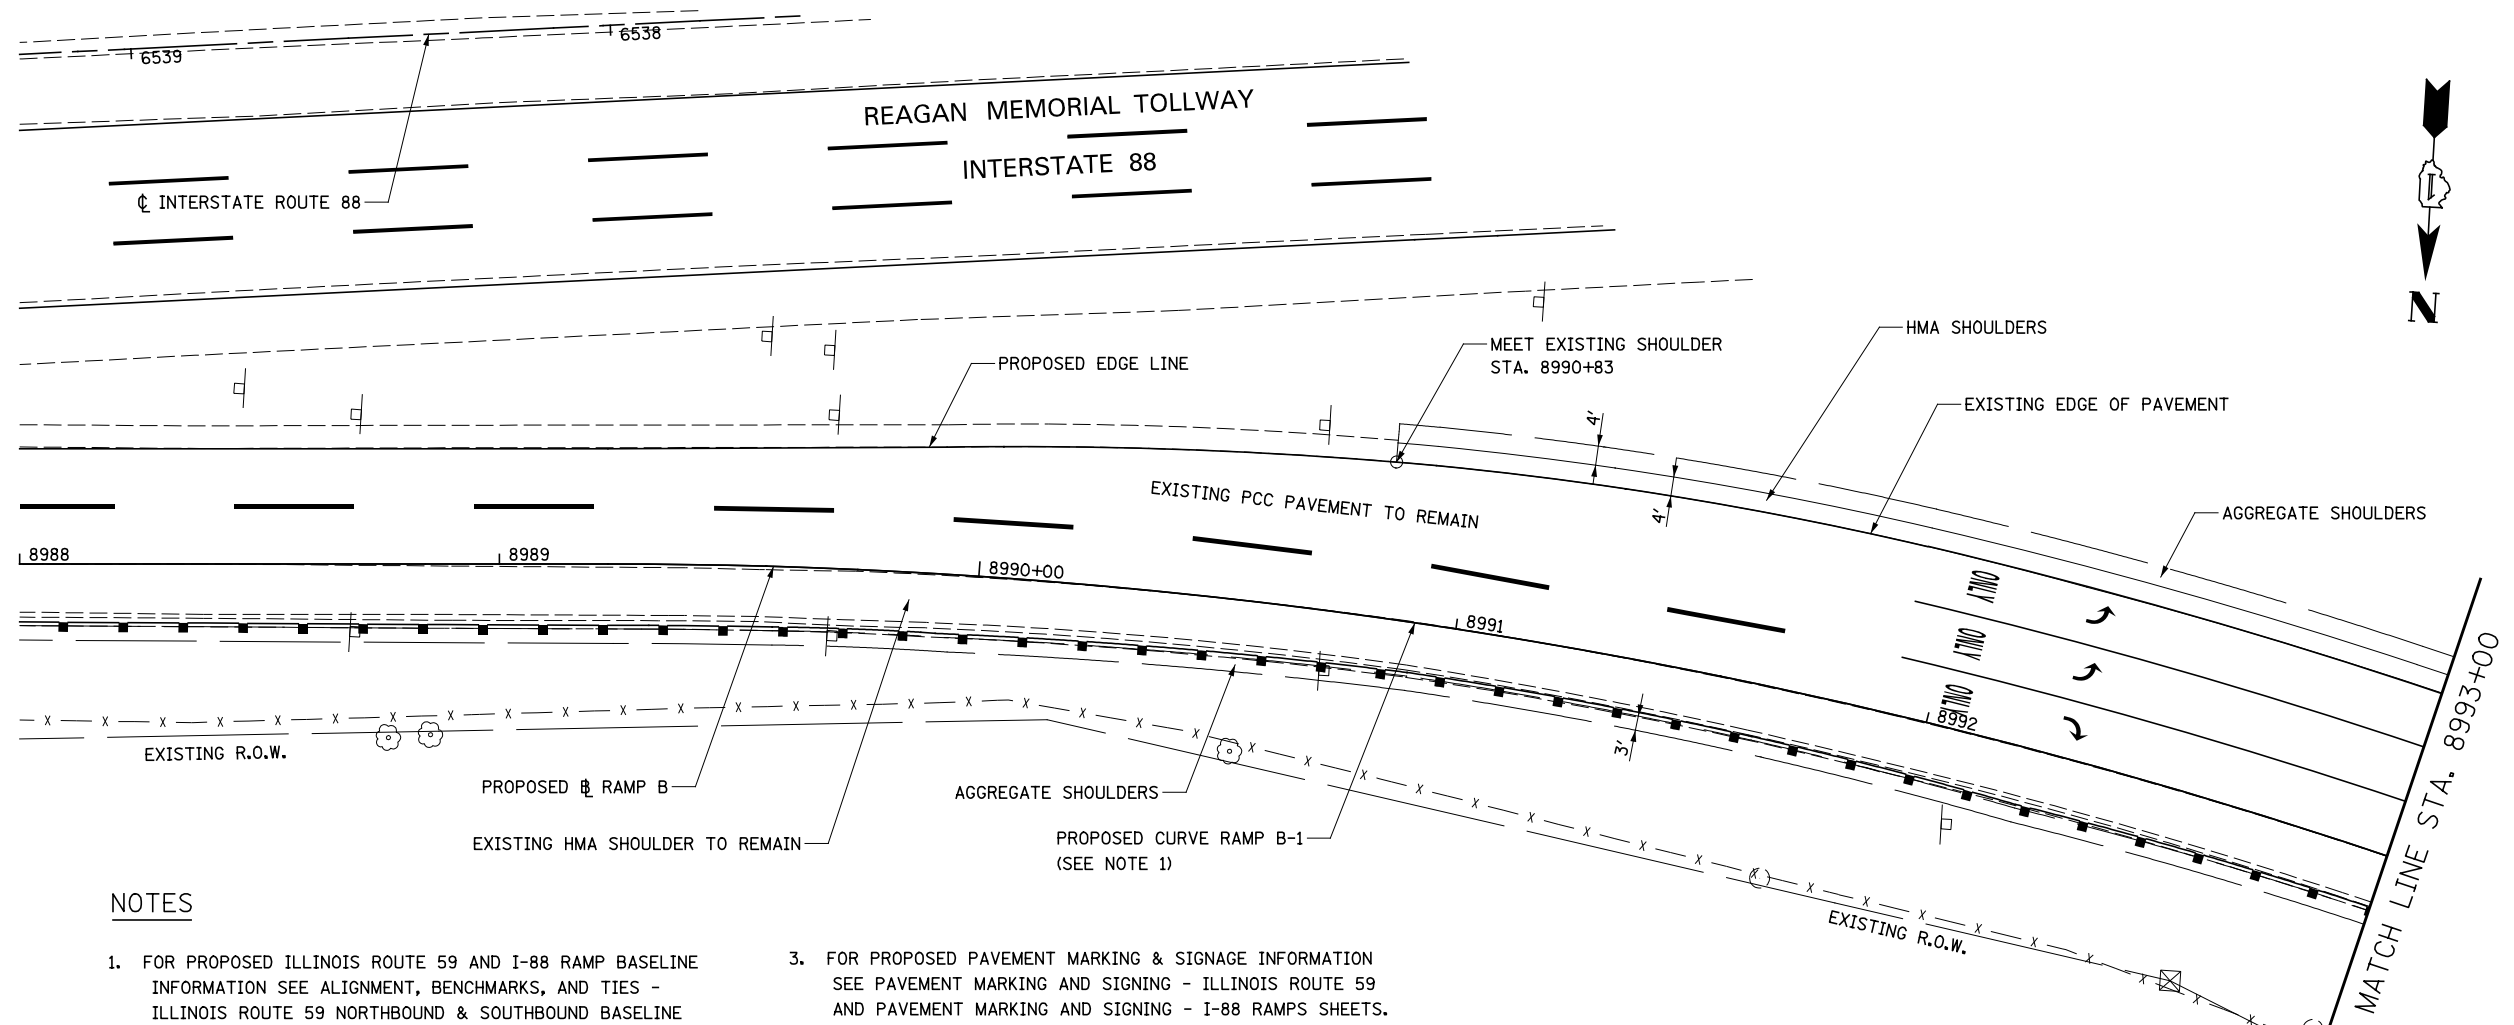 6539
6538
REAGAN MEMORIAL TOLLWAY
INTERSTATE 88
℄ INTERSTATE ROUTE 88
N
PROPOSED EDGE LINE
MEET EXISTING SHOULDER
STA. 8990+83
HMA SHOULDERS
EXISTING EDGE OF PAVEMENT
4'
4'
EXISTING PCC PAVEMENT TO REMAIN
AGGREGATE SHOULDERS
8988
8989
8990+00
8991
8992
ONLY
ONLY
ONLY
3'
EXISTING R.O.W.
PROPOSED BL RAMP B
EXISTING HMA SHOULDER TO REMAIN
AGGREGATE SHOULDERS
PROPOSED CURVE RAMP B-1
(SEE NOTE 1)
EXISTING R.O.W.
MATCH LINE STA. 8993+00
NOTES
1. FOR PROPOSED ILLINOIS ROUTE 59 AND I-88 RAMP BASELINE
INFORMATION SEE ALIGNMENT, BENCHMARKS, AND TIES -
ILLINOIS ROUTE 59 NORTHBOUND & SOUTHBOUND BASELINE
3. FOR PROPOSED PAVEMENT MARKING & SIGNAGE INFORMATION
SEE PAVEMENT MARKING AND SIGNING - ILLINOIS ROUTE 59
AND PAVEMENT MARKING AND SIGNING - I-88 RAMPS SHEETS.